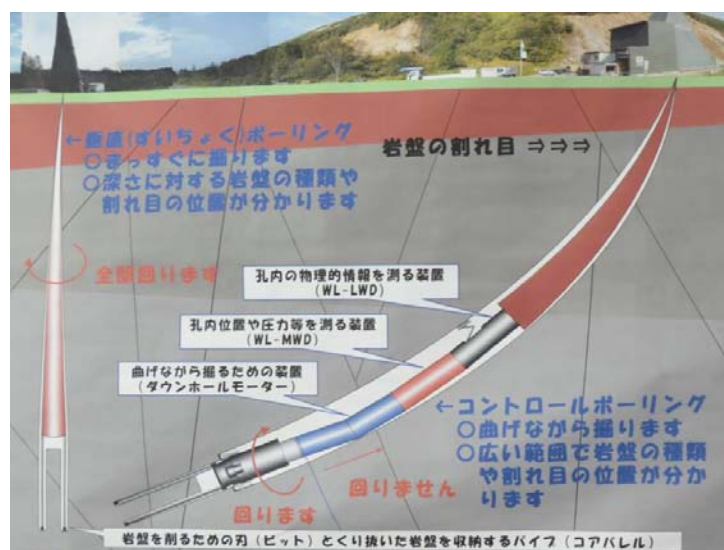 ←垂直(すいちょく)ボーリング
○まっすぐに掘ります
○深さに対する岩盤の種類や
割れ目の位置が分かります
岩盤の割れ目 ⇒⇒⇒
全部回ります
孔内の物理的情報を測る装置
(WL-LWD)
孔内位置や圧力等を測る装置
(WL-MWD)
曲げながら掘るための装置
(ダウンホールモーター)
←コントロールボーリング
○曲げながら掘ります
○広い範囲で岩盤の種類
や割れ目の位置が分か
ります
回りません
回ります
岩盤を削るための刃(ビット)とくり抜いた岩盤を収納するパイプ(コアバレル)